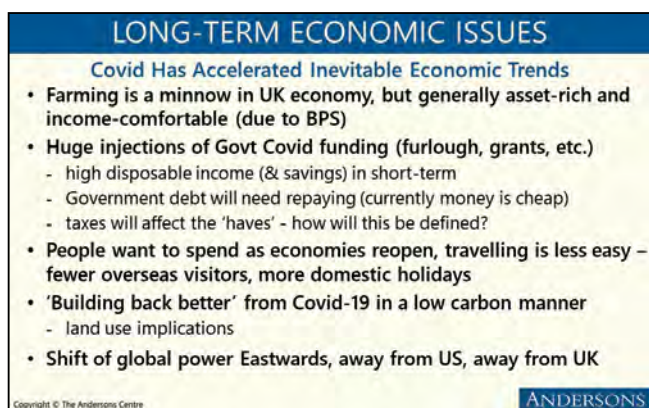 LONG-TERM ECONOMIC ISSUES
Covid Has Accelerated Inevitable Economic Trends
• Farming is a minnow in UK economy, but generally asset-rich and
income-comfortable (due to BPS)
• Huge injections of Govt Covid funding (furlough, grants, etc.)
- high disposable income (& savings) in short-term
- Government debt will need repaying (currently money is cheap)
- taxes will affect the ‘haves’ - how will this be defined?
• People want to spend as economies reopen, travelling is less easy –
fewer overseas visitors, more domestic holidays
• ‘Building back better’ from Covid-19 in a low carbon manner
- land use implications
• Shift of global power Eastwards, away from US, away from UK
Copyright © The Andersons Centre
ANDERSONS